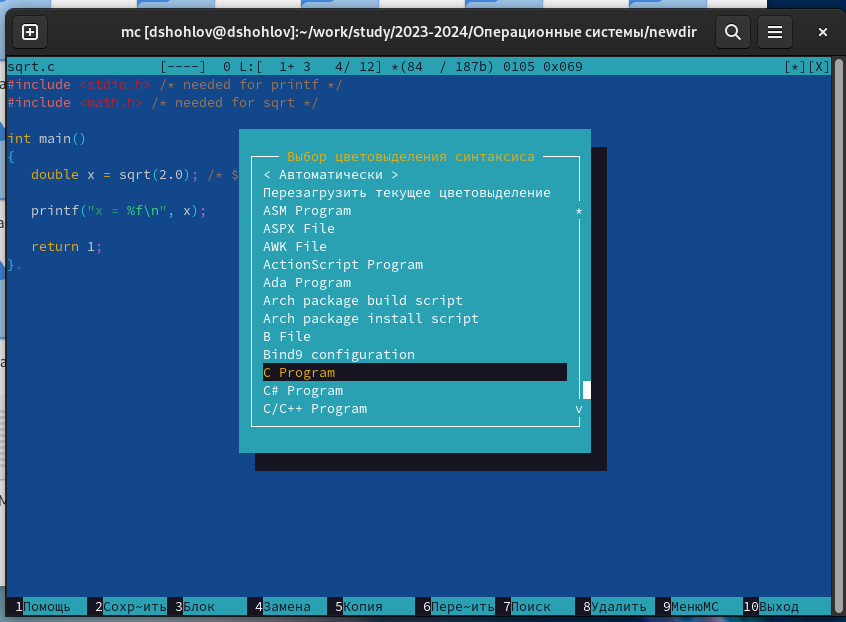 mc [dshohlov@dshohlov]:~/work/study/2023-2024/Операционные системы/newdir
sqrt.c [----] 0 L:[ 1+ 3 4/ 12] *(84 / 187b) 0105 0x069 [*][X]
#include <stdio.h> /* needed for printf */
#include <math.h> /* needed for sqrt */
int main()
{
double x = sqrt(2.0); /* $
printf("x = %f\n", x);
return 1;
}.
Выбор цветовыделения синтаксиса
< Автоматически >
Перезагрузить текущее цветовыделение
ASM Program
ASPX File
AWK File
ActionScript Program
Ada Program
Arch package build script
Arch package install script
B File
Bind9 configuration
C Program
C# Program
C/C++ Program
1Помощь 2Сохр~ить 3Блок 4Замена 5Копия 6Пере~ить 7Поиск 8Удалить 9МенюMC 10Выход